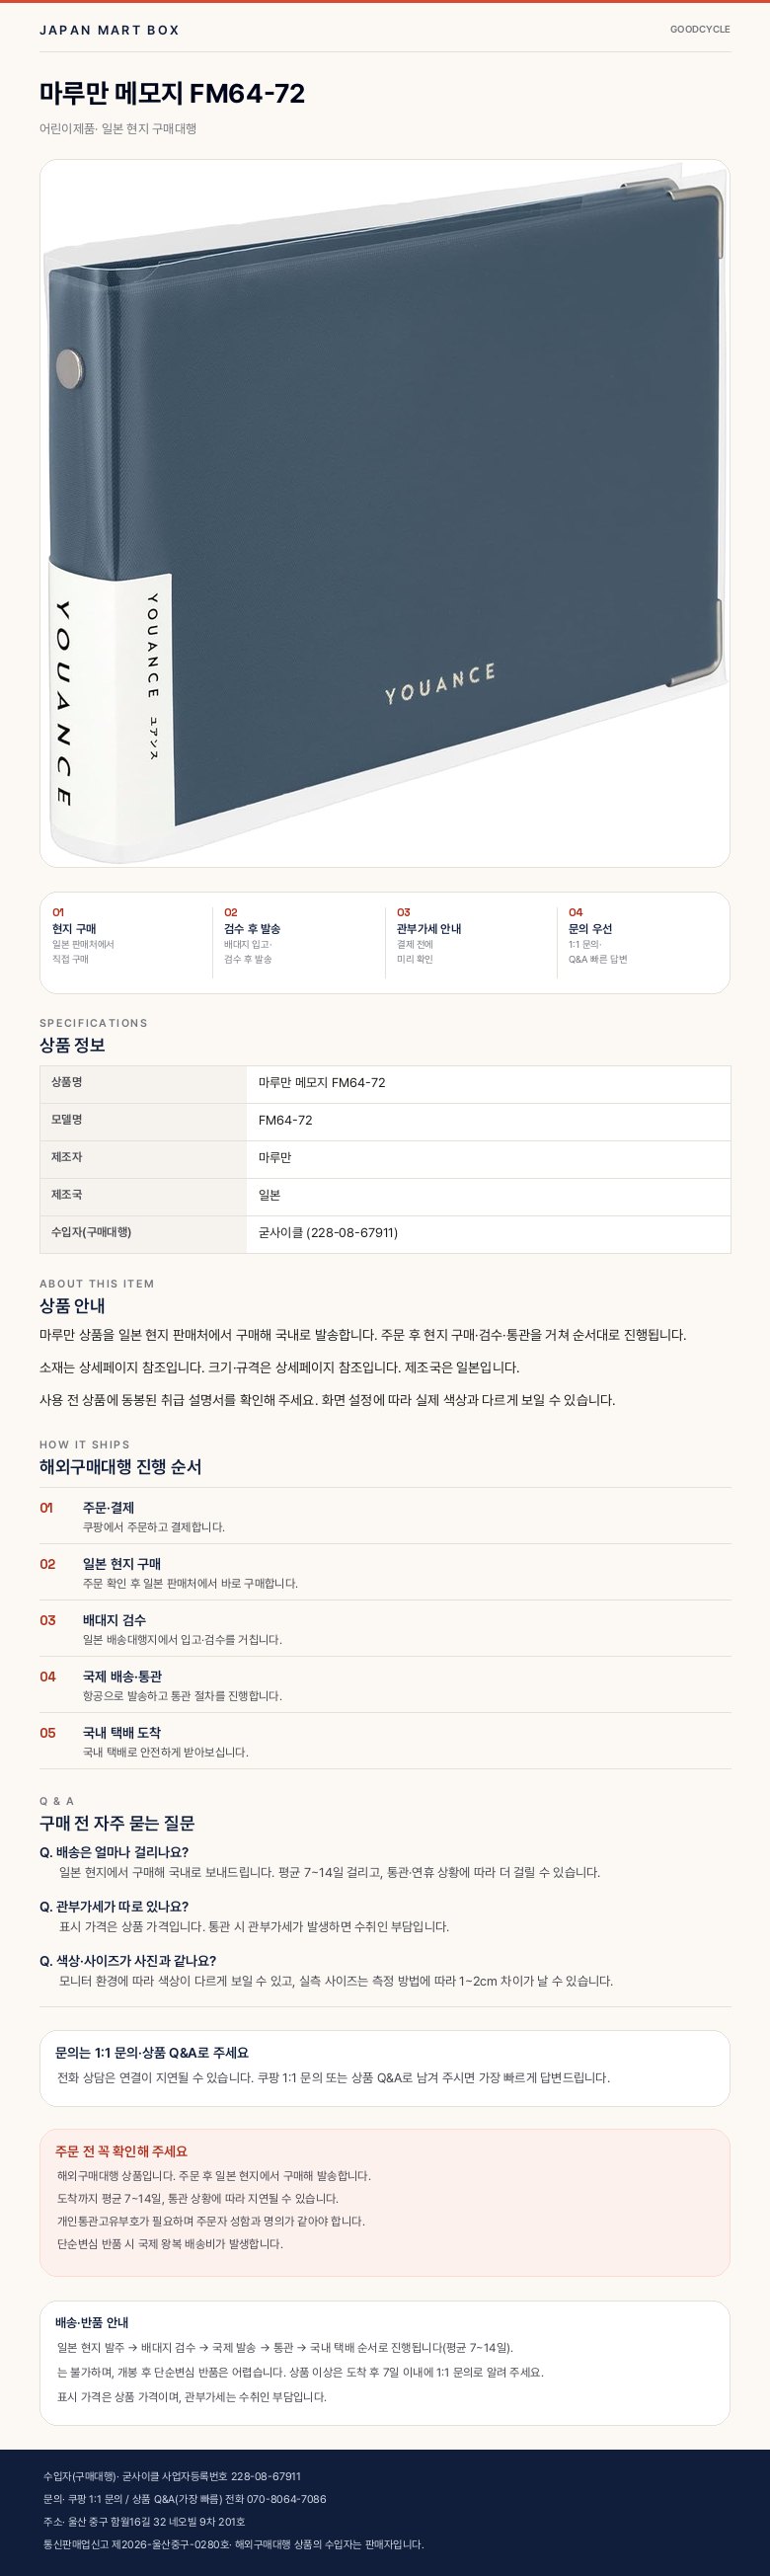 JAPAN MART BOX
GOODCYCLE
마루만 메모지 FM64-72
어린이제품· 일본 현지 구매대행
YOUANCE
YOUANCE ユアンス
YOUANCE
01
현지 구매
일본 판매처에서
직접 구매
02
검수 후 발송
배대지 입고·
검수 후 발송
03
관부가세 안내
결제 전에
미리 확인
04
문의 우선
1:1 문의·
Q&A 빠른 답변
SPECIFICATIONS
상품 정보
상품명 마루만 메모지 FM64-72
모델명 FM64-72
제조자 마루만
제조국 일본
수입자(구매대행) 굳사이클 (228-08-67911)
ABOUT THIS ITEM
상품 안내
마루만 상품을 일본 현지 판매처에서 구매해 국내로 발송합니다. 주문 후 현지 구매·검수·통관을 거쳐 순서대로 진행됩니다.
소재는 상세페이지 참조입니다. 크기·규격은 상세페이지 참조입니다. 제조국은 일본입니다.
사용 전 상품에 동봉된 취급 설명서를 확인해 주세요. 화면 설정에 따라 실제 색상과 다르게 보일 수 있습니다.
HOW IT SHIPS
해외구매대행 진행 순서
01 주문·결제
쿠팡에서 주문하고 결제합니다.
02 일본 현지 구매
주문 확인 후 일본 판매처에서 바로 구매합니다.
03 배대지 검수
일본 배송대행지에서 입고·검수를 거칩니다.
04 국제 배송·통관
항공으로 발송하고 통관 절차를 진행합니다.
05 국내 택배 도착
국내 택배로 안전하게 받아보십니다.
Q & A
구매 전 자주 묻는 질문
Q. 배송은 얼마나 걸리나요?
일본 현지에서 구매해 국내로 보내드립니다. 평균 7~14일 걸리고, 통관·연휴 상황에 따라 더 걸릴 수 있습니다.
Q. 관부가세가 따로 있나요?
표시 가격은 상품 가격입니다. 통관 시 관부가세가 발생하면 수취인 부담입니다.
Q. 색상·사이즈가 사진과 같나요?
모니터 환경에 따라 색상이 다르게 보일 수 있고, 실측 사이즈는 측정 방법에 따라 1~2cm 차이가 날 수 있습니다.
문의는 1:1 문의·상품 Q&A로 주세요
전화 상담은 연결이 지연될 수 있습니다. 쿠팡 1:1 문의 또는 상품 Q&A로 남겨 주시면 가장 빠르게 답변드립니다.
주문 전 꼭 확인해 주세요
해외구매대행 상품입니다. 주문 후 일본 현지에서 구매해 발송합니다.
도착까지 평균 7~14일, 통관 상황에 따라 지연될 수 있습니다.
개인통관고유부호가 필요하며 주문자 성함과 명의가 같아야 합니다.
단순변심 반품 시 국제 왕복 배송비가 발생합니다.
배송·반품 안내
일본 현지 발주 → 배대지 검수 → 국제 발송 → 통관 → 국내 택배 순서로 진행됩니다(평균 7~14일).
는 불가하며, 개봉 후 단순변심 반품은 어렵습니다. 상품 이상은 도착 후 7일 이내에 1:1 문의로 알려 주세요.
표시 가격은 상품 가격이며, 관부가세는 수취인 부담입니다.
수입자(구매대행)· 굳사이클 사업자등록번호 228-08-67911
문의· 쿠팡 1:1 문의 / 상품 Q&A(가장 빠름) 전화 070-8064-7086
주소· 울산 중구 함월16길 32 네오빌 9차 201호
통신판매업신고 제2026-울산중구-0280호· 해외구매대행 상품의 수입자는 판매자입니다.